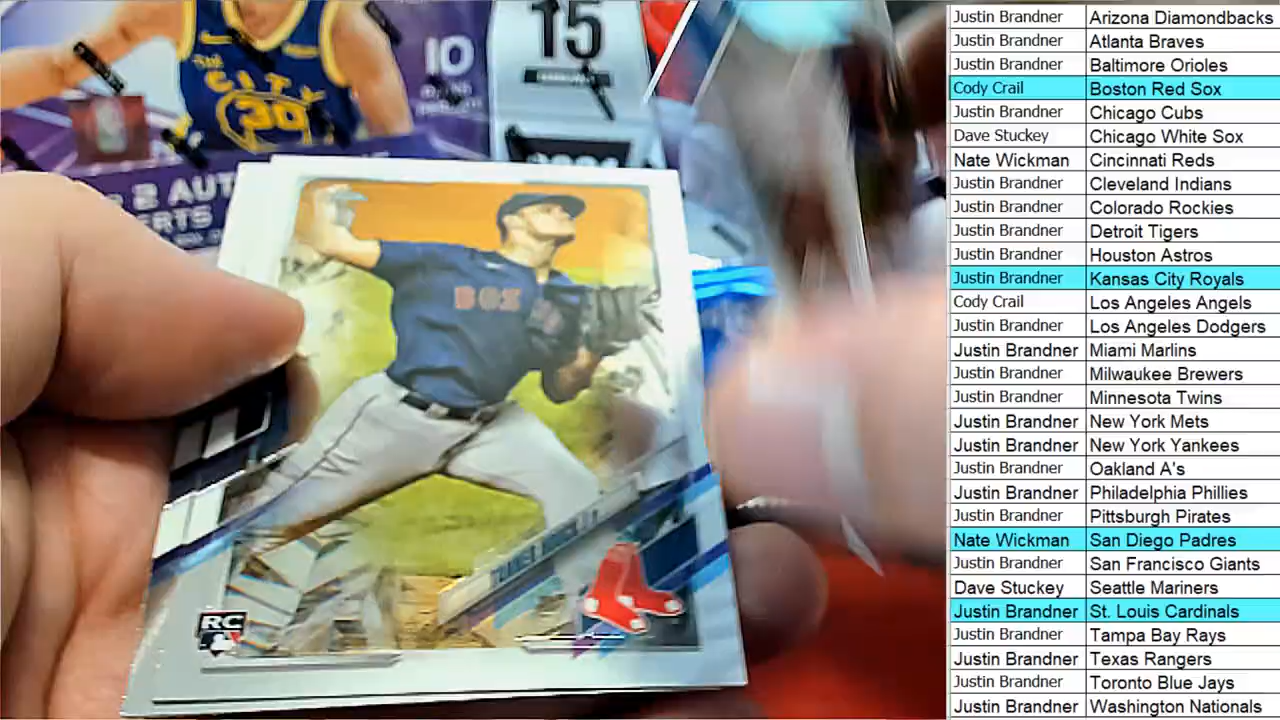 THE
CITY
30
10
15
2 AUT
ERTS
BOX
RC
Justin Brandner Arizona Diamondbacks
Justin Brandner Atlanta Braves
Justin Brandner Baltimore Orioles
Cody Crail Boston Red Sox
Justin Brandner Chicago Cubs
Dave Stuckey Chicago White Sox
Nate Wickman Cincinnati Reds
Justin Brandner Cleveland Indians
Justin Brandner Colorado Rockies
Justin Brandner Detroit Tigers
Justin Brandner Houston Astros
Justin Brandner Kansas City Royals
Cody Crail Los Angeles Angels
Justin Brandner Los Angeles Dodgers
Justin Brandner Miami Marlins
Justin Brandner Milwaukee Brewers
Justin Brandner Minnesota Twins
Justin Brandner New York Mets
Justin Brandner New York Yankees
Justin Brandner Oakland A's
Justin Brandner Philadelphia Phillies
Justin Brandner Pittsburgh Pirates
Nate Wickman San Diego Padres
Justin Brandner San Francisco Giants
Dave Stuckey Seattle Mariners
Justin Brandner St. Louis Cardinals
Justin Brandner Tampa Bay Rays
Justin Brandner Texas Rangers
Justin Brandner Toronto Blue Jays
Justin Brandner Washington Nationals